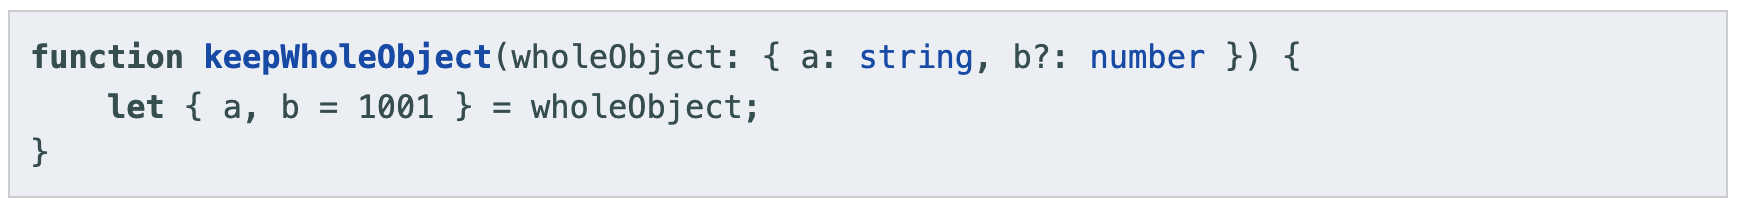 function keepWholeObject(wholeObject: { a: string, b?: number }) {
    let { a, b = 1001 } = wholeObject;
}